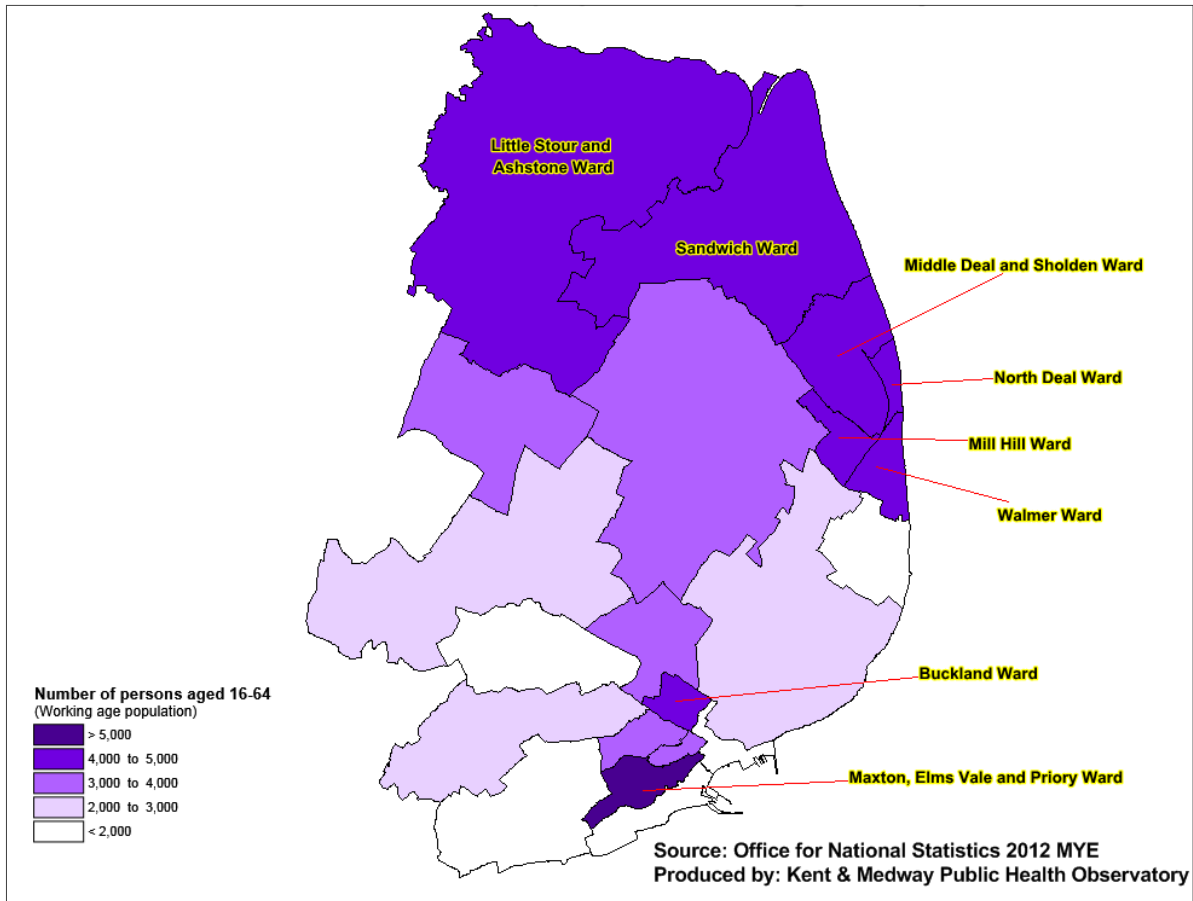 Little Stour and
Ashstone Ward
Sandwich Ward
Middle Deal and Sholden Ward
North Deal Ward
Mill Hill Ward
Walmer Ward
Buckland Ward
Maxton, Elms Vale and Priory Ward
Number of persons aged 16-64
(Working age population)
> 5,000
4,000 to 5,000
3,000 to 4,000
2,000 to 3,000
< 2,000
Source: Office for National Statistics 2012 MYE
Produced by: Kent & Medway Public Health Observatory